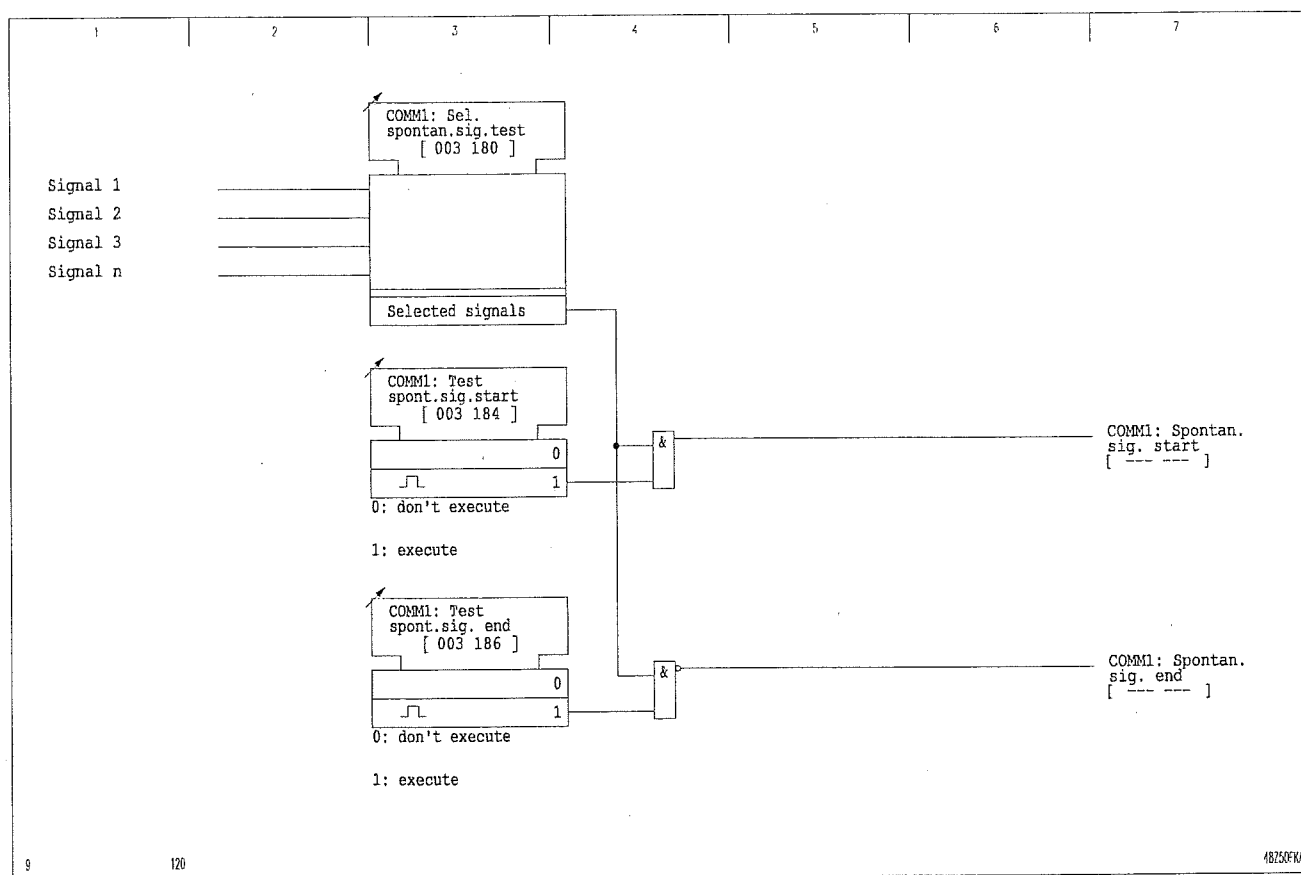 1 2 3 4 5 6 7
COMM1: Sel.
spontan.sig.test
[ 003 180 ]
Signal 1
Signal 2
Signal 3
Signal n
Selected signals
COMM1: Test
spont.sig.start
[ 003 184 ]
0
1
0: don't execute
1: execute
&
COMM1: Spontan.
sig. start
[ --- --- ]
COMM1: Test
spont.sig. end
[ 003 186 ]
0
1
0: don't execute
1: execute
&
COMM1: Spontan.
sig. end
[ --- --- ]
9 120